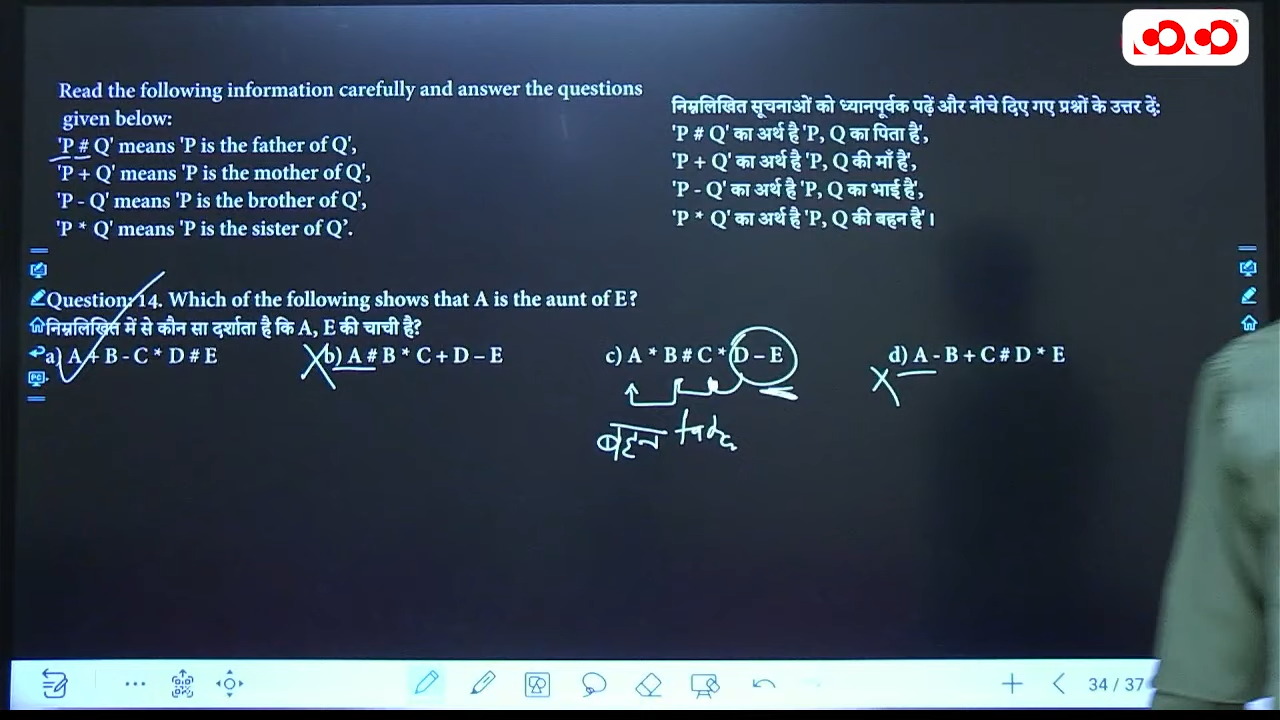 Read the following information carefully and answer the questions
given below:
'P # Q' means 'P is the father of Q',
'P + Q' means 'P is the mother of Q',
'P - Q' means 'P is the brother of Q',
'P * Q' means 'P is the sister of Q’.
निम्नलिखित सूचनाओं को ध्यानपूर्वक पढ़ें और नीचे दिए गए प्रश्नों के उत्तर दें:
'P # Q' का अर्थ है 'P, Q का पिता है',
'P + Q' का अर्थ है 'P, Q की माँ है',
'P - Q' का अर्थ है 'P, Q का भाई है',
'P * Q' का अर्थ है 'P, Q की बहन है'।
Question: 14. Which of the following shows that A is the aunt of E?
निम्नलिखित में से कौन सा दर्शाता है कि A, E की चाची है?
a) A + B - C * D # E
b) A # B * C + D – E
c) A * B # C * D – E
d) A - B + C # D * E
बहन
34 / 37